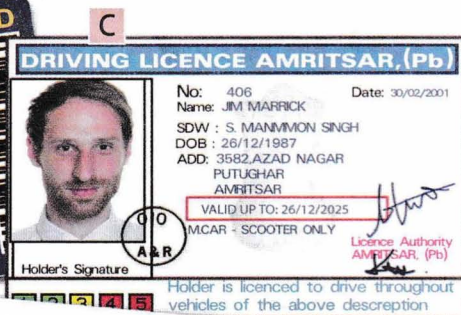 D
C
DRIVING LICENCE AMRITSAR,(Pb)
No: 406 Date: 30/02/2001
Name: JIM MARRICK
SDW : S. MANMMON SINGH
DOB : 26/12/1987
ADD: 3582,AZAD NAGAR
PUTUGHAR
AMRITSAR
VALID UP TO: 26/12/2025
M.CAR - SCOOTER ONLY
00
A&R
Licence Authority
AMRITSAR, (Pb)
Holder's Signature
1 2 3 4 5
Holder is licenced to drive throughout
vehicles of the above descreption